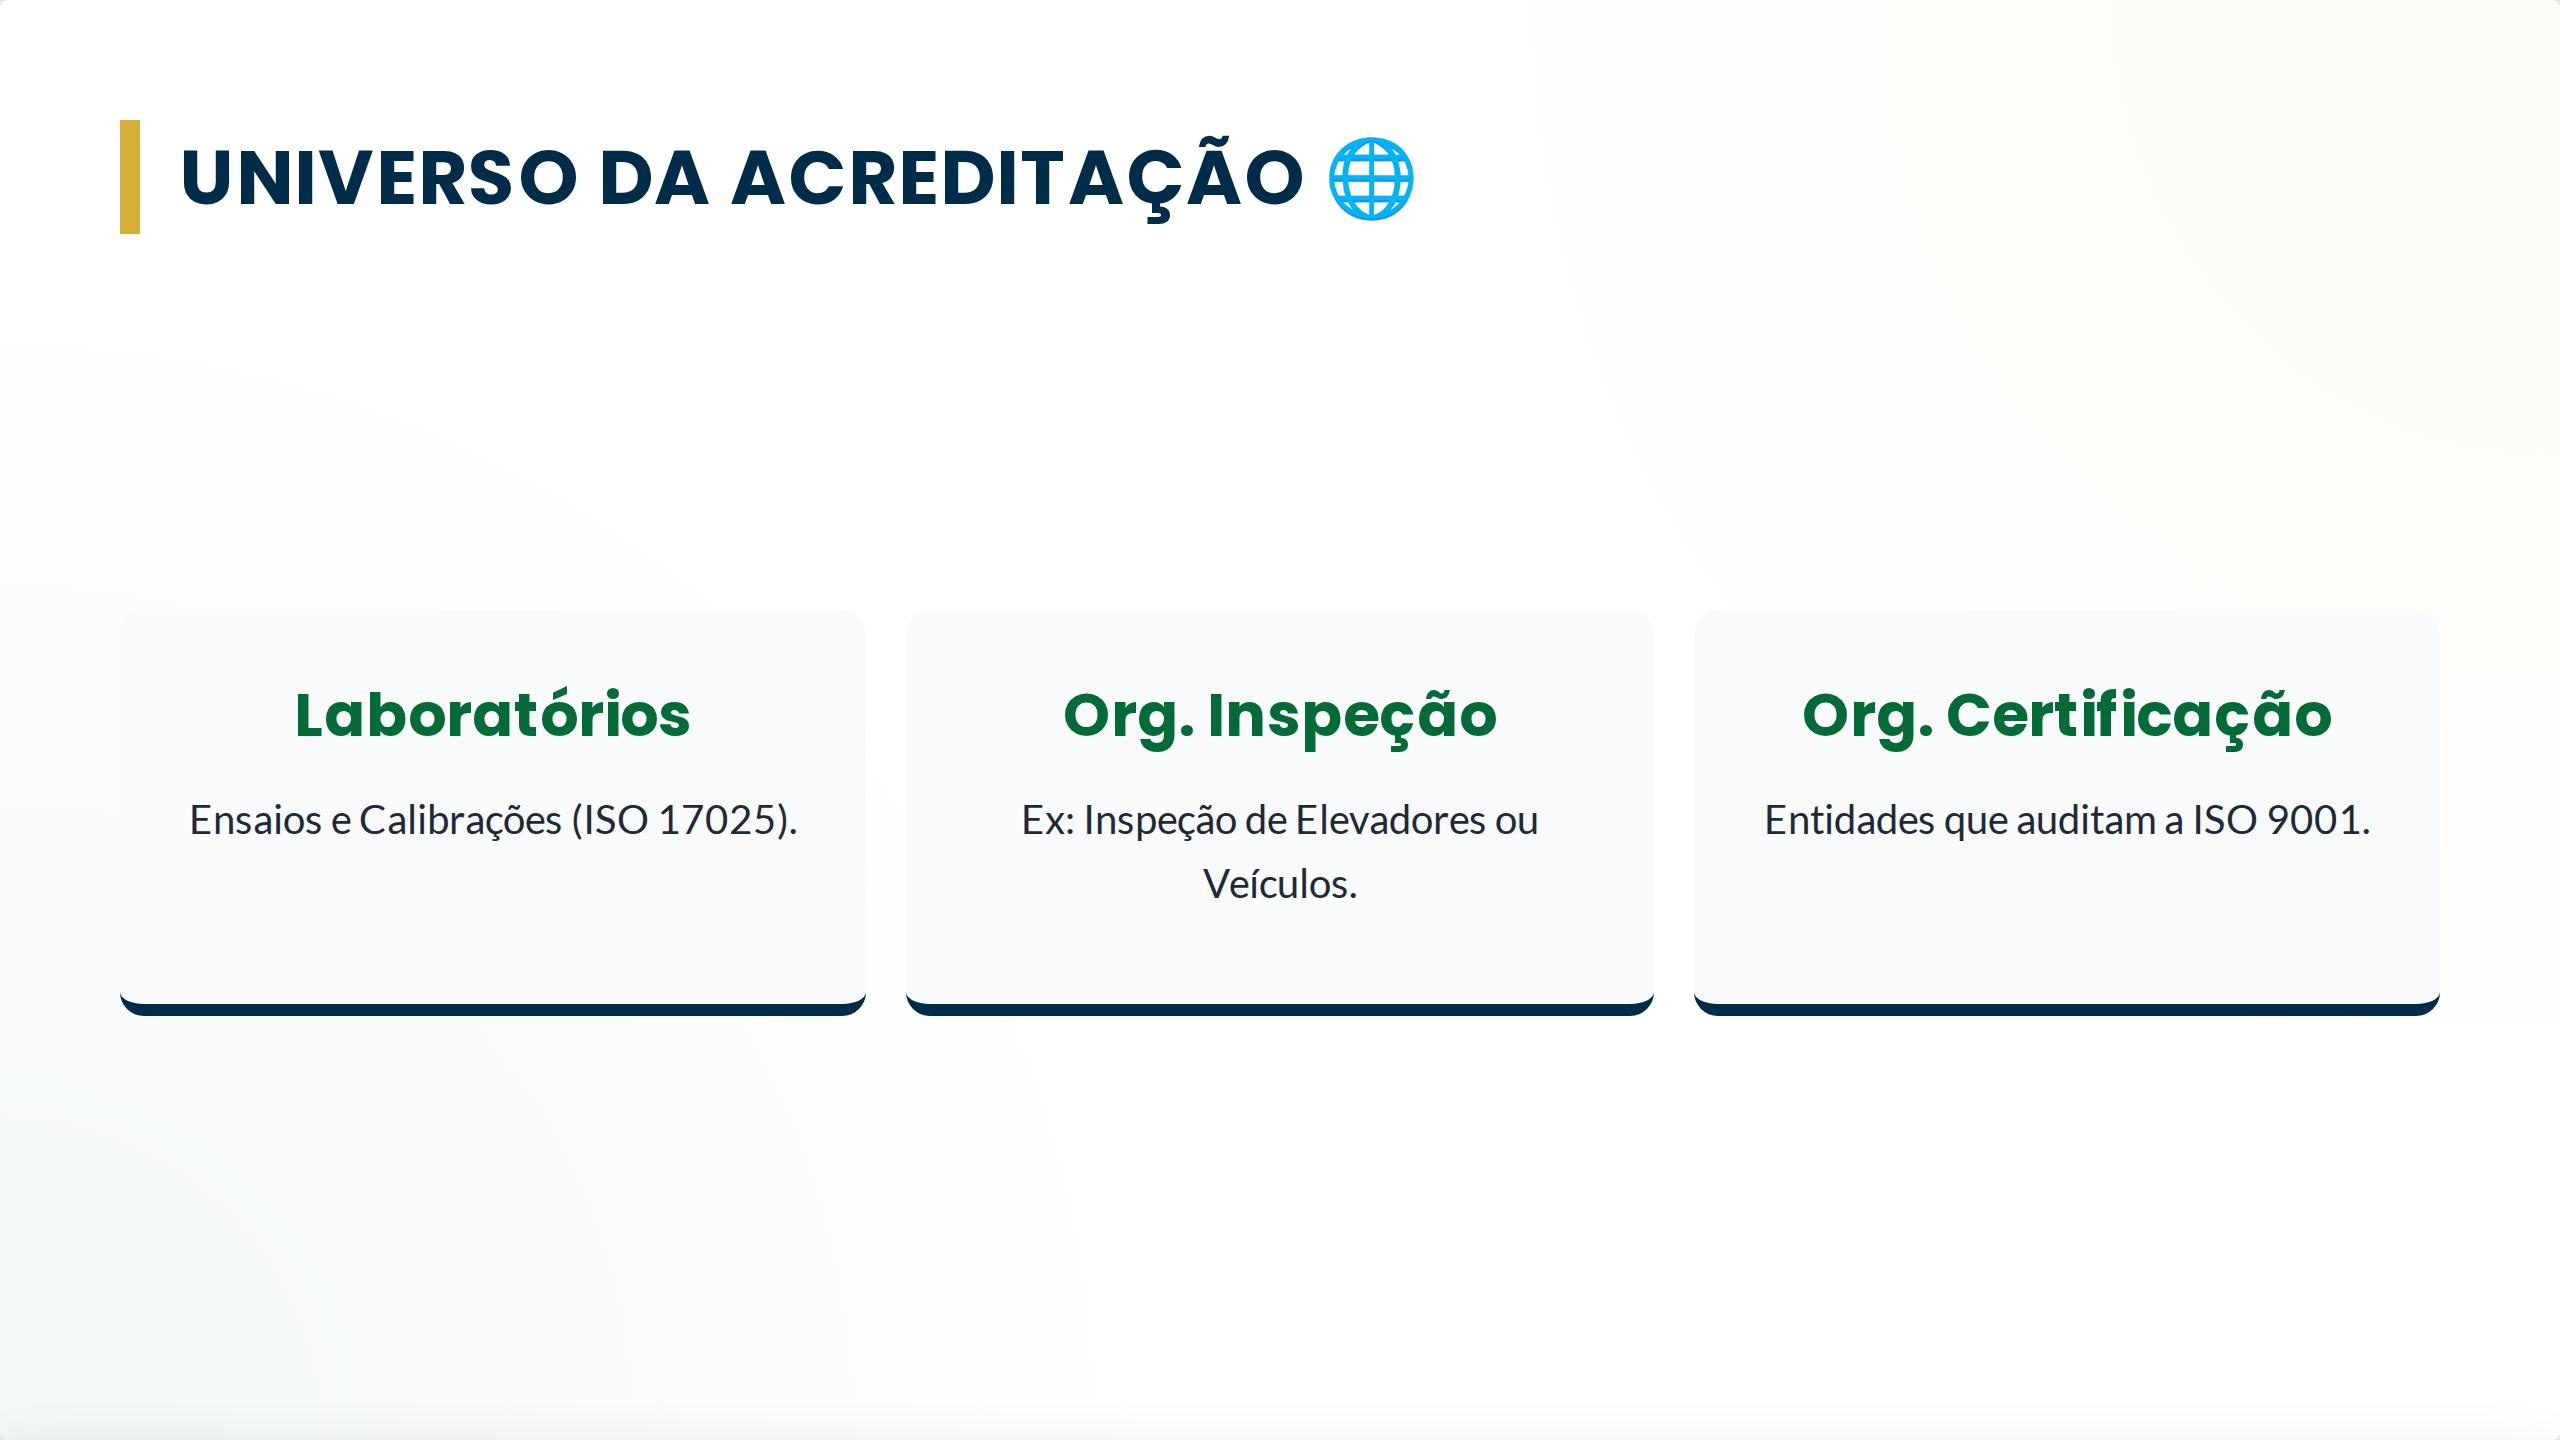 UNIVERSO DA ACREDITAÇÃO 🌐
Laboratórios
Ensaios e Calibrações (ISO 17025).
Org. Inspeção
Ex: Inspeção de Elevadores ou
Veículos.
Org. Certificação
Entidades que auditam a ISO 9001.